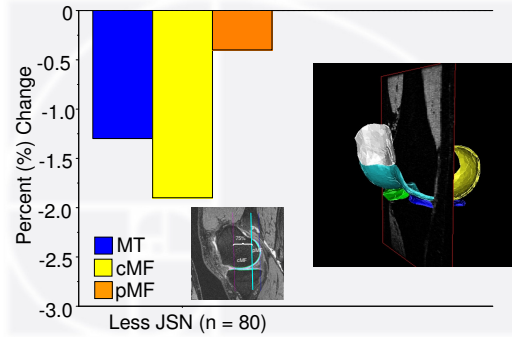 0
-0.5
-1.0
-1.5
-2.0
-2.5
-3.0
Percent (%) Change
MT
cMF
pMF
75%
cMF
Less JSN (n = 80)